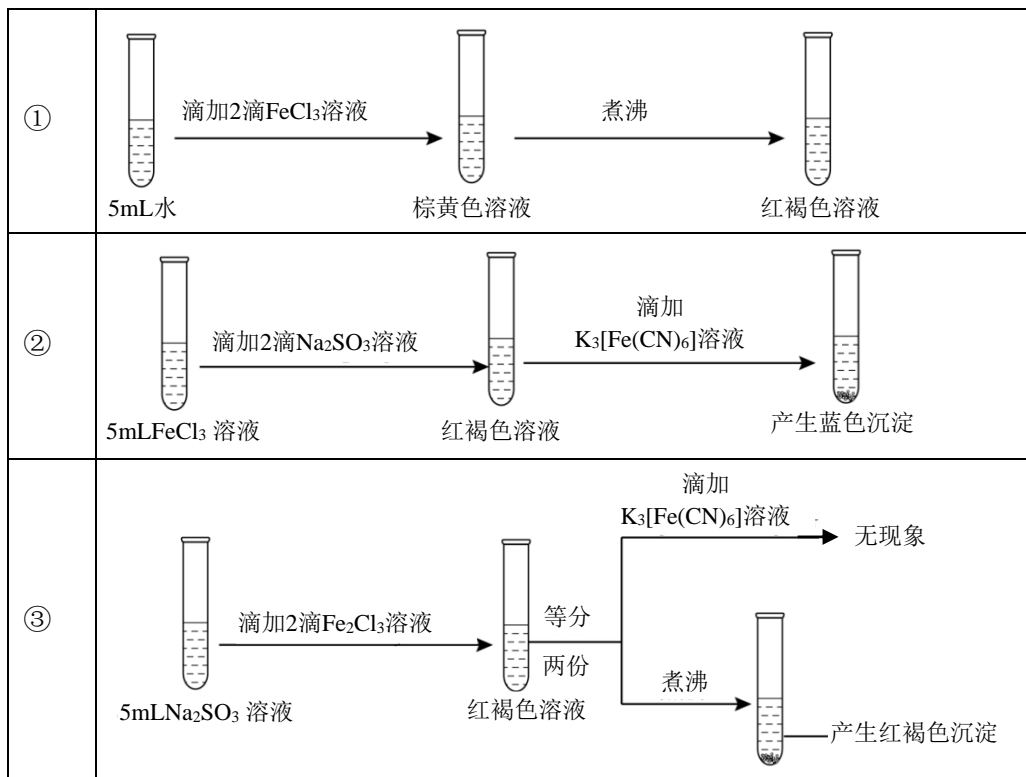 ①
滴加2滴FeCl₃溶液
煮沸
5mL水
棕黄色溶液
红褐色溶液
②
滴加2滴Na₂SO₃溶液
滴加
K₃[Fe(CN)₆]溶液
5mLFeCl₃ 溶液
红褐色溶液
产生蓝色沉淀
③
滴加2滴Fe₂Cl₃溶液
滴加
K₃[Fe(CN)₆]溶液
无现象
等分
两份
煮沸
5mLNa₂SO₃ 溶液
红褐色溶液
产生红褐色沉淀